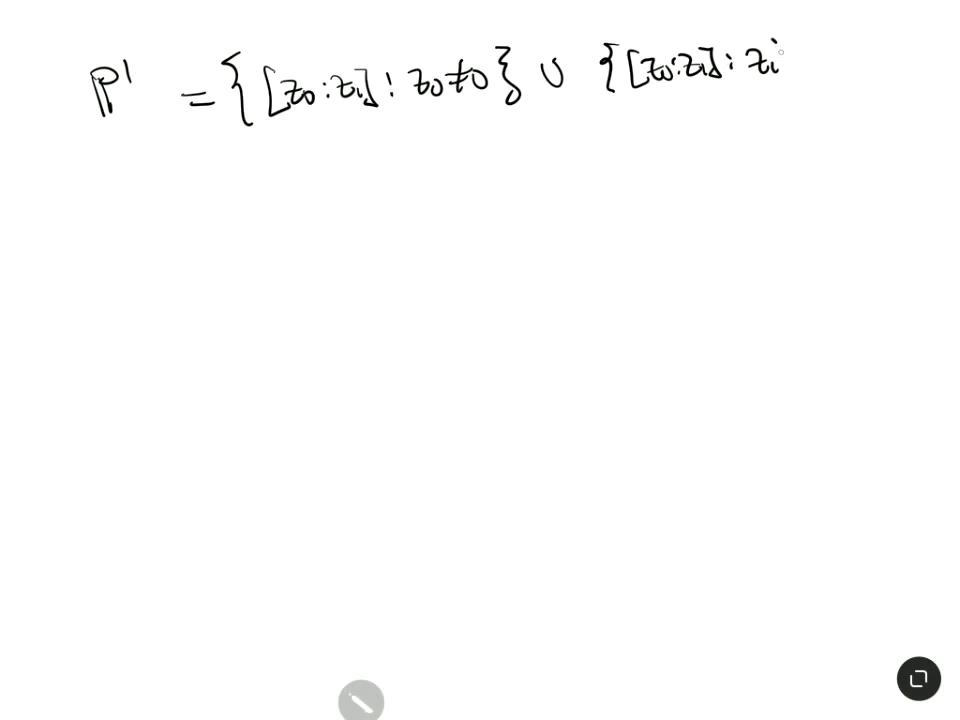 ℙ¹ = {[z₀:z₁] : z₀≠0} ∪ {[z₀:z₁] : z₁